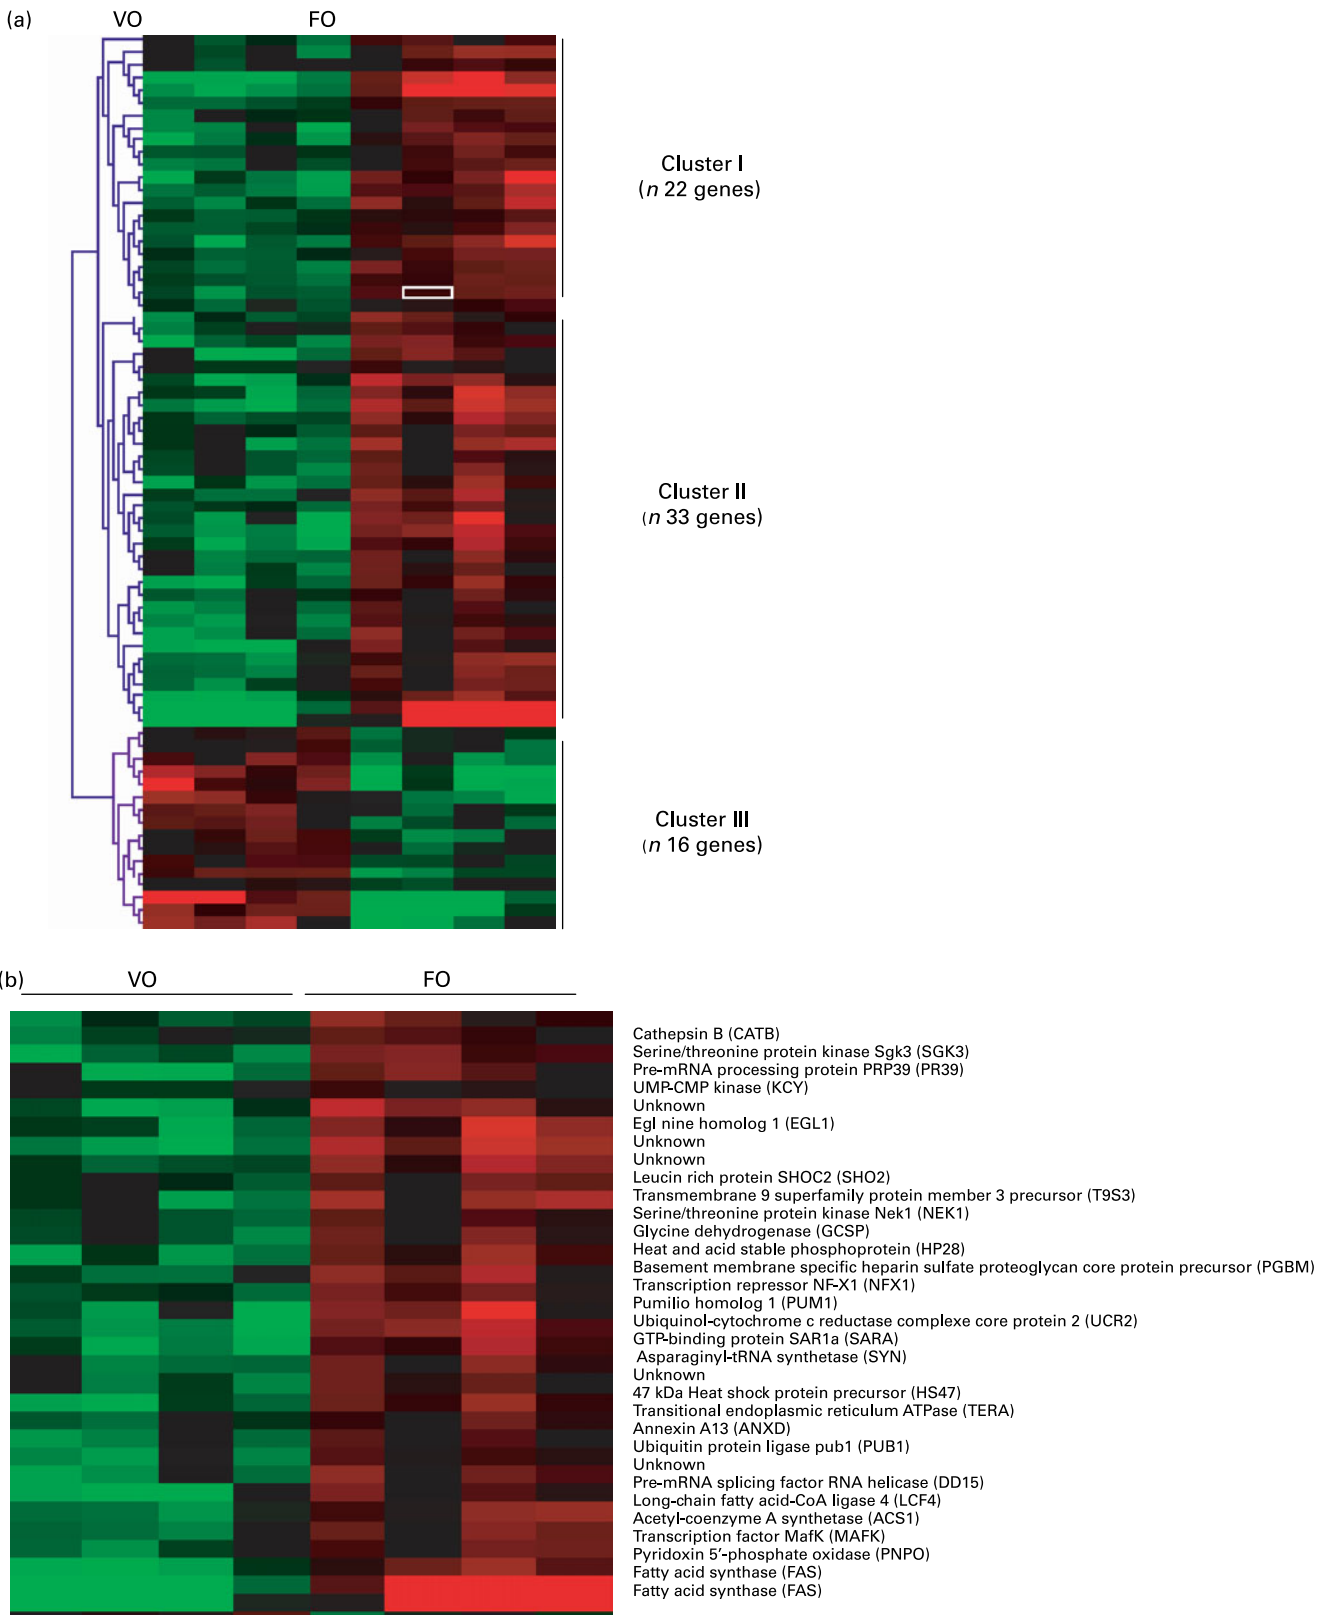 (a)
VO FO
Cluster I
(n 22 genes)
Cluster II
(n 33 genes)
Cluster III
(n 16 genes)
(b)
VO FO
Cathepsin B (CATB)
Serine/threonine protein kinase Sgk3 (SGK3)
Pre-mRNA processing protein PRP39 (PR39)
UMP-CMP kinase (KCY)
Unknown
Egl nine homolog 1 (EGL1)
Unknown
Unknown
Leucin rich protein SHOC2 (SHO2)
Transmembrane 9 superfamily protein member 3 precursor (T9S3)
Serine/threonine protein kinase Nek1 (NEK1)
Glycine dehydrogenase (GCSP)
Heat and acid stable phosphoprotein (HP28)
Basement membrane specific heparin sulfate proteoglycan core protein precursor (PGBM)
Transcription repressor NF-X1 (NFX1)
Pumilio homolog 1 (PUM1)
Ubiquinol-cytochrome c reductase complexe core protein 2 (UCR2)
GTP-binding protein SAR1a (SARA)
Asparaginyl-tRNA synthetase (SYN)
Unknown
47 kDa Heat shock protein precursor (HS47)
Transitional endoplasmic reticulum ATPase (TERA)
Annexin A13 (ANXD)
Ubiquitin protein ligase pub1 (PUB1)
Unknown
Pre-mRNA splicing factor RNA helicase (DD15)
Long-chain fatty acid-CoA ligase 4 (LCF4)
Acetyl-coenzyme A synthetase (ACS1)
Transcription factor MafK (MAFK)
Pyridoxin 5′-phosphate oxidase (PNPO)
Fatty acid synthase (FAS)
Fatty acid synthase (FAS)